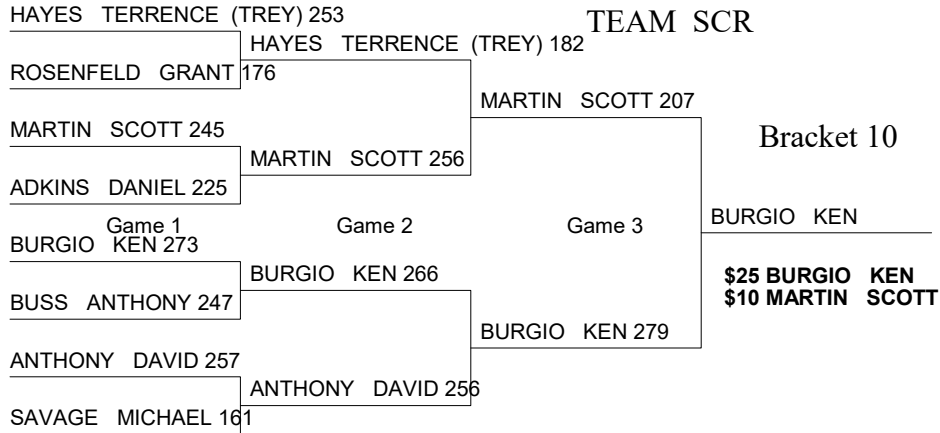 HAYES TERRENCE (TREY) 253
TEAM SCR
HAYES TERRENCE (TREY) 182
ROSENFELD GRANT 176
MARTIN SCOTT 207
MARTIN SCOTT 245
Bracket 10
MARTIN SCOTT 256
ADKINS DANIEL 225
Game 1
Game 2
Game 3
BURGIO KEN
BURGIO KEN 273
BURGIO KEN 266
$25 BURGIO KEN
$10 MARTIN SCOTT
BUSS ANTHONY 247
BURGIO KEN 279
ANTHONY DAVID 257
ANTHONY DAVID 256
SAVAGE MICHAEL 161